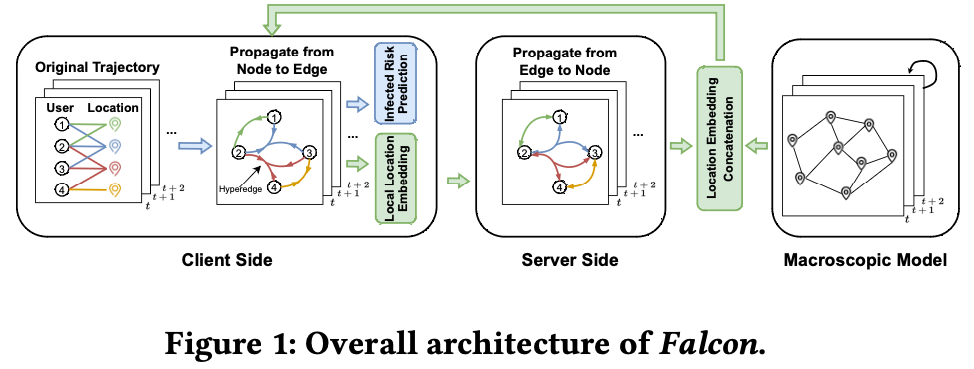 Original Trajectory
User Location
1
2
3
4
...
t
t + 1
t + 2
Propagate from
Node to Edge
1
2
3
4
Hyperedge
...
t
t + 1
t + 2
Infected Risk
Prediction
Local Location
Embedding
Client Side
Propagate from
Edge to Node
1
2
3
4
...
t
t + 1
t + 2
Server Side
Location Embedding
Concatenation
t
t + 1
t + 2
Macroscopic Model
Figure 1: Overall architecture of Falcon.